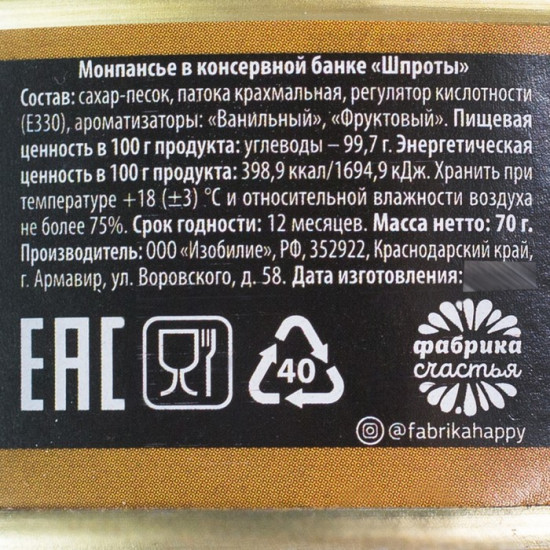 Монпансье в консервной банке «Шпроты»
Состав: сахар-песок, патока крахмальная, регулятор кислотности
(Е330), ароматизаторы: «Ванильный», «Фруктовый». Пищевая
ценность в 100 г продукта: углеводы – 99,7 г. Энергетическая
ценность в 100 г продукта: 398,9 ккал/1694,9 кДж. Хранить при
температуре +18 (±3) °С и относительной влажности воздуха
не более 75%. Срок годности: 12 месяцев. Масса нетто: 70 г.
Производитель: ООО «Изобилие», РФ, 352922, Краснодарский край,
г. Армавир, ул. Воровского, д. 58. Дата изготовления:
EAC
40
фабрика
счастья
@fabrikahappy